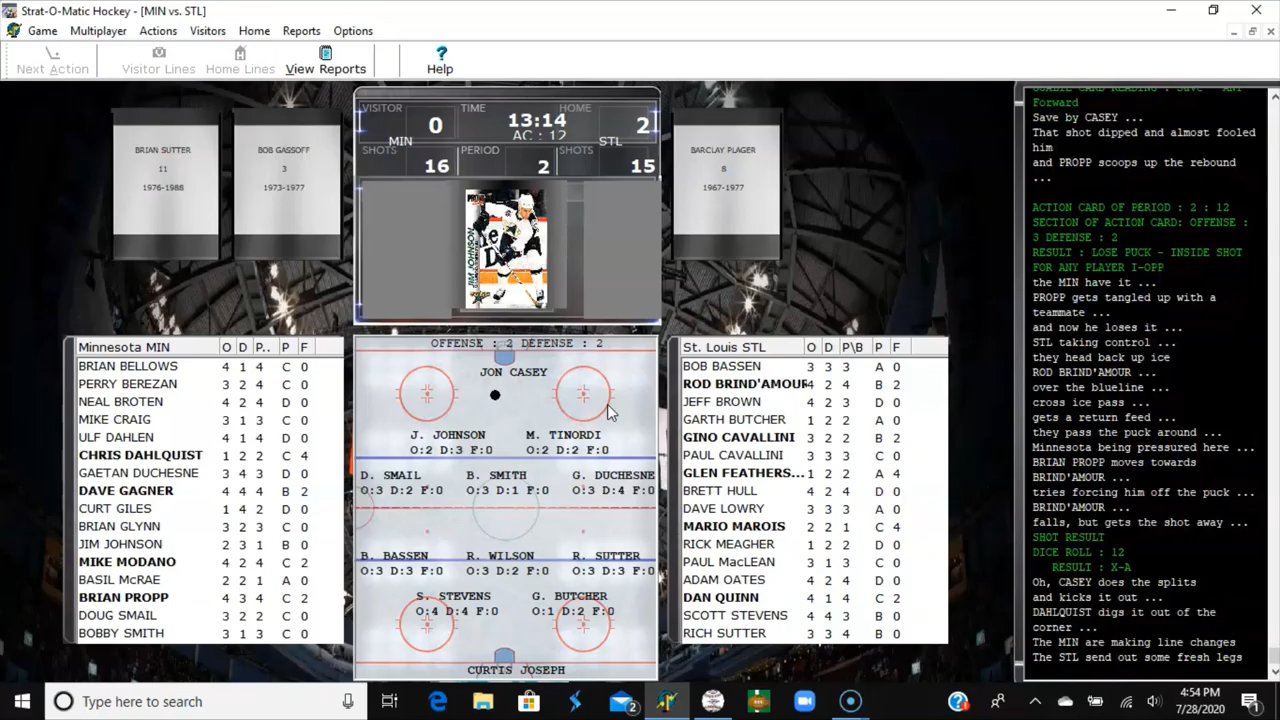 Strat-O-Matic Hockey - [MIN vs. STL]
Game Multiplayer Actions Visitors Home Reports Options
Next Action Visitor Lines Home Lines View Reports Help
VISITOR TIME HOME
0 13:14 2
AC : 12
MIN STL
SHOTS PERIOD SHOTS
16 2 15
BRIAN SUTTER
11
1976-1988
BOB GASSOFF
3
1973-1977
BARCLAY PLAGER
8
1967-1977
JIM JOHNSON
Minnesota MIN O D P.. P F
BRIAN BELLOWS 4 1 4 C 0
PERRY BEREZAN 3 2 4 C 0
NEAL BROTEN 4 2 4 D 0
MIKE CRAIG 3 1 3 C 0
ULF DAHLEN 4 1 4 D 0
CHRIS DAHLQUIST 1 2 2 C 4
GAETAN DUCHESNE 3 4 3 D 0
DAVE GAGNER 4 4 4 B 2
CURT GILES 1 4 2 D 0
BRIAN GLYNN 3 2 3 C 0
JIM JOHNSON 2 3 1 B 0
MIKE MODANO 4 2 4 C 2
BASIL McRAE 2 2 1 A 0
BRIAN PROPP 4 3 4 C 2
DOUG SMAIL 3 2 2 C 0
BOBBY SMITH 3 1 3 C 0
OFFENSE : 2 DEFENSE : 2
JON CASEY
J. JOHNSON M. TINORDI
O:2 D:3 F:0 O:2 D:2 F:0
D. SMAIL B. SMITH G. DUCHESNE
O:3 D:2 F:0 O:3 D:1 F:0 O:3 D:4 F:0
B. BASSEN R. WILSON R. SUTTER
O:3 D:3 F:0 O:3 D:2 F:0 O:3 D:3 F:0
S. STEVENS G. BUTCHER
O:4 D:4 F:0 O:1 D:2 F:0
CURTIS JOSEPH
St. Louis STL O D P\B P F
BOB BASSEN 3 3 3 A 0
ROD BRIND'AMOUR 4 2 4 B 2
JEFF BROWN 4 2 3 D 0
GARTH BUTCHER 1 2 2 A 0
GINO CAVALLINI 3 2 2 B 2
PAUL CAVALLINI 3 3 3 C 0
GLEN FEATHERS... 1 2 2 A 4
BRETT HULL 4 2 4 D 0
DAVE LOWRY 3 3 3 A 0
MARIO MAROIS 2 2 1 C 4
RICK MEAGHER 1 2 2 D 0
PAUL MacLEAN 3 1 3 C 0
ADAM OATES 4 2 4 D 0
DAN QUINN 4 1 4 C 2
SCOTT STEVENS 4 4 3 B 0
RICH SUTTER 3 3 4 B 0
Forward
Save by CASEY ...
That shot dipped and almost fooled
him
and PROPP scoops up the rebound
...
ACTION CARD OF PERIOD : 2 : 12
SECTION OF ACTION CARD: OFFENSE :
3 DEFENSE : 2
RESULT : LOSE PUCK - INSIDE SHOT
FOR ANY PLAYER I-OPP
the MIN have it ...
PROPP gets tangled up with a
teammate ...
and now he loses it ...
STL taking control ...
they head back up ice
ROD BRIND'AMOUR ...
over the blueline ...
cross ice pass ...
gets a return feed ...
they pass the puck around ...
Minnesota being pressured here ...
BRIAN PROPP moves towards
BRIND'AMOUR ...
tries forcing him off the puck ...
BRIND'AMOUR ...
falls, but gets the shot away ...
SHOT RESULT
DICE ROLL : 12
RESULT : X-A
Oh, CASEY does the splits
and kicks it out ...
DAHLQUIST digs it out of the
corner ...
The MIN are making line changes
The STL send out some fresh legs
Type here to search
2
4:54 PM
7/28/2020
1